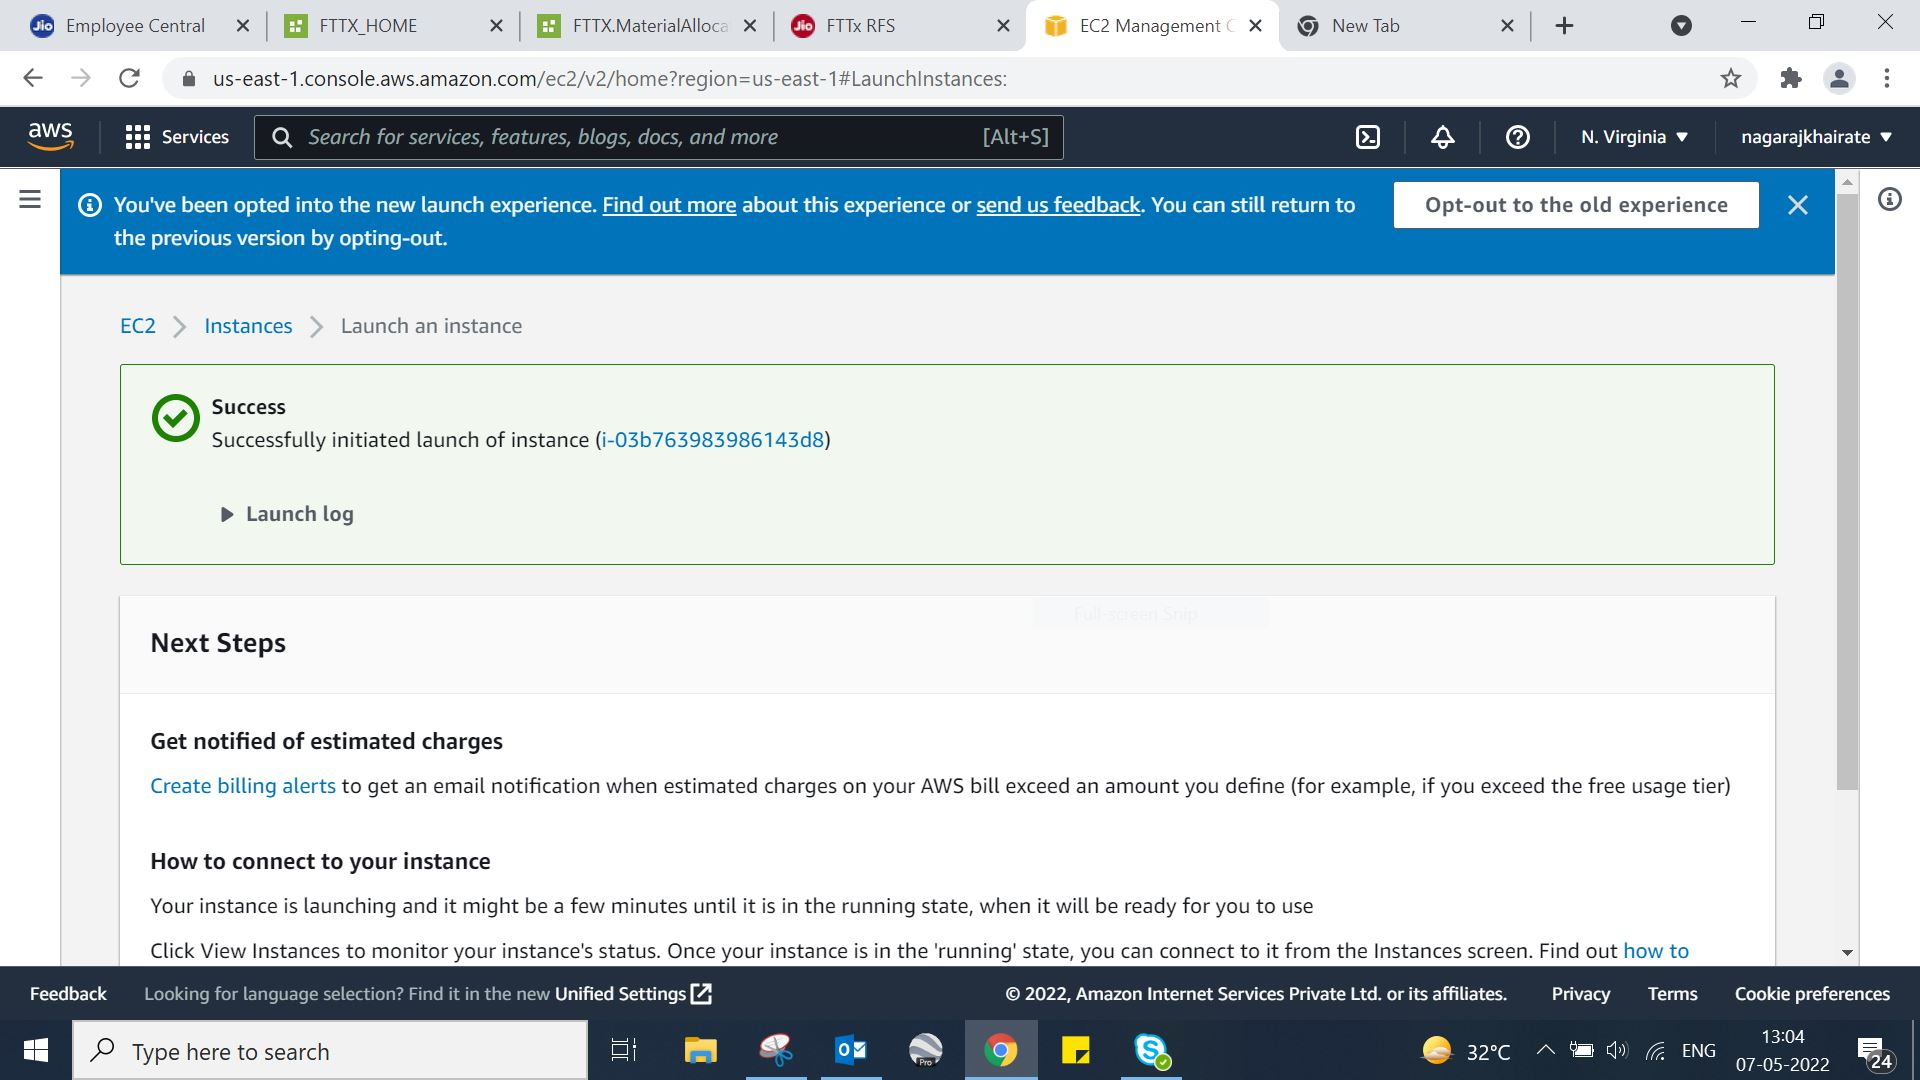 Employee Central
FTTX_HOME
FTTX.MaterialAlloca
FTTx RFS
EC2 Management C
New Tab
us-east-1.console.aws.amazon.com/ec2/v2/home?region=us-east-1#LaunchInstances:
aws
Services
Search for services, features, blogs, docs, and more
[Alt+S]
N. Virginia
nagarajkhairate
You've been opted into the new launch experience. Find out more about this experience or send us feedback. You can still return to
the previous version by opting-out.
Opt-out to the old experience
EC2
Instances
Launch an instance
Success
Successfully initiated launch of instance (i-03b763983986143d8)
Launch log
Full-screen Snip
Next Steps
Get notified of estimated charges
Create billing alerts to get an email notification when estimated charges on your AWS bill exceed an amount you define (for example, if you exceed the free usage tier)
How to connect to your instance
Your instance is launching and it might be a few minutes until it is in the running state, when it will be ready for you to use
Click View Instances to monitor your instance's status. Once your instance is in the 'running' state, you can connect to it from the Instances screen. Find out how to
Feedback
Looking for language selection? Find it in the new Unified Settings
© 2022, Amazon Internet Services Private Ltd. or its affiliates.
Privacy
Terms
Cookie preferences
Type here to search
Pro
32°C
ENG
13:04
07-05-2022
24